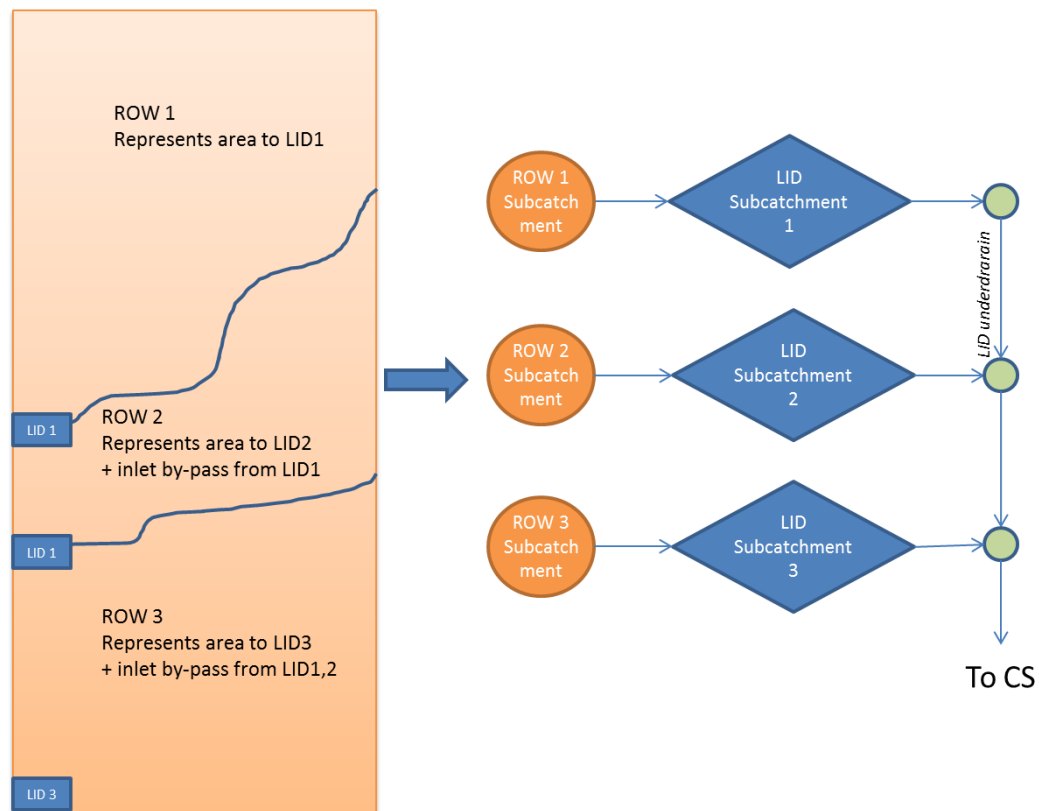 ROW 1
Represents area to LID1
LID 1
ROW 2
Represents area to LID2
+ inlet by-pass from LID1
LID 1
ROW 3
Represents area to LID3
+ inlet by-pass from LID1,2
LID 3
ROW 1
Subcatch
ment
LID
Subcatchment
1
LID underdrarain
ROW 2
Subcatch
ment
LID
Subcatchment
2
ROW 3
Subcatch
ment
LID
Subcatchment
3
To CS